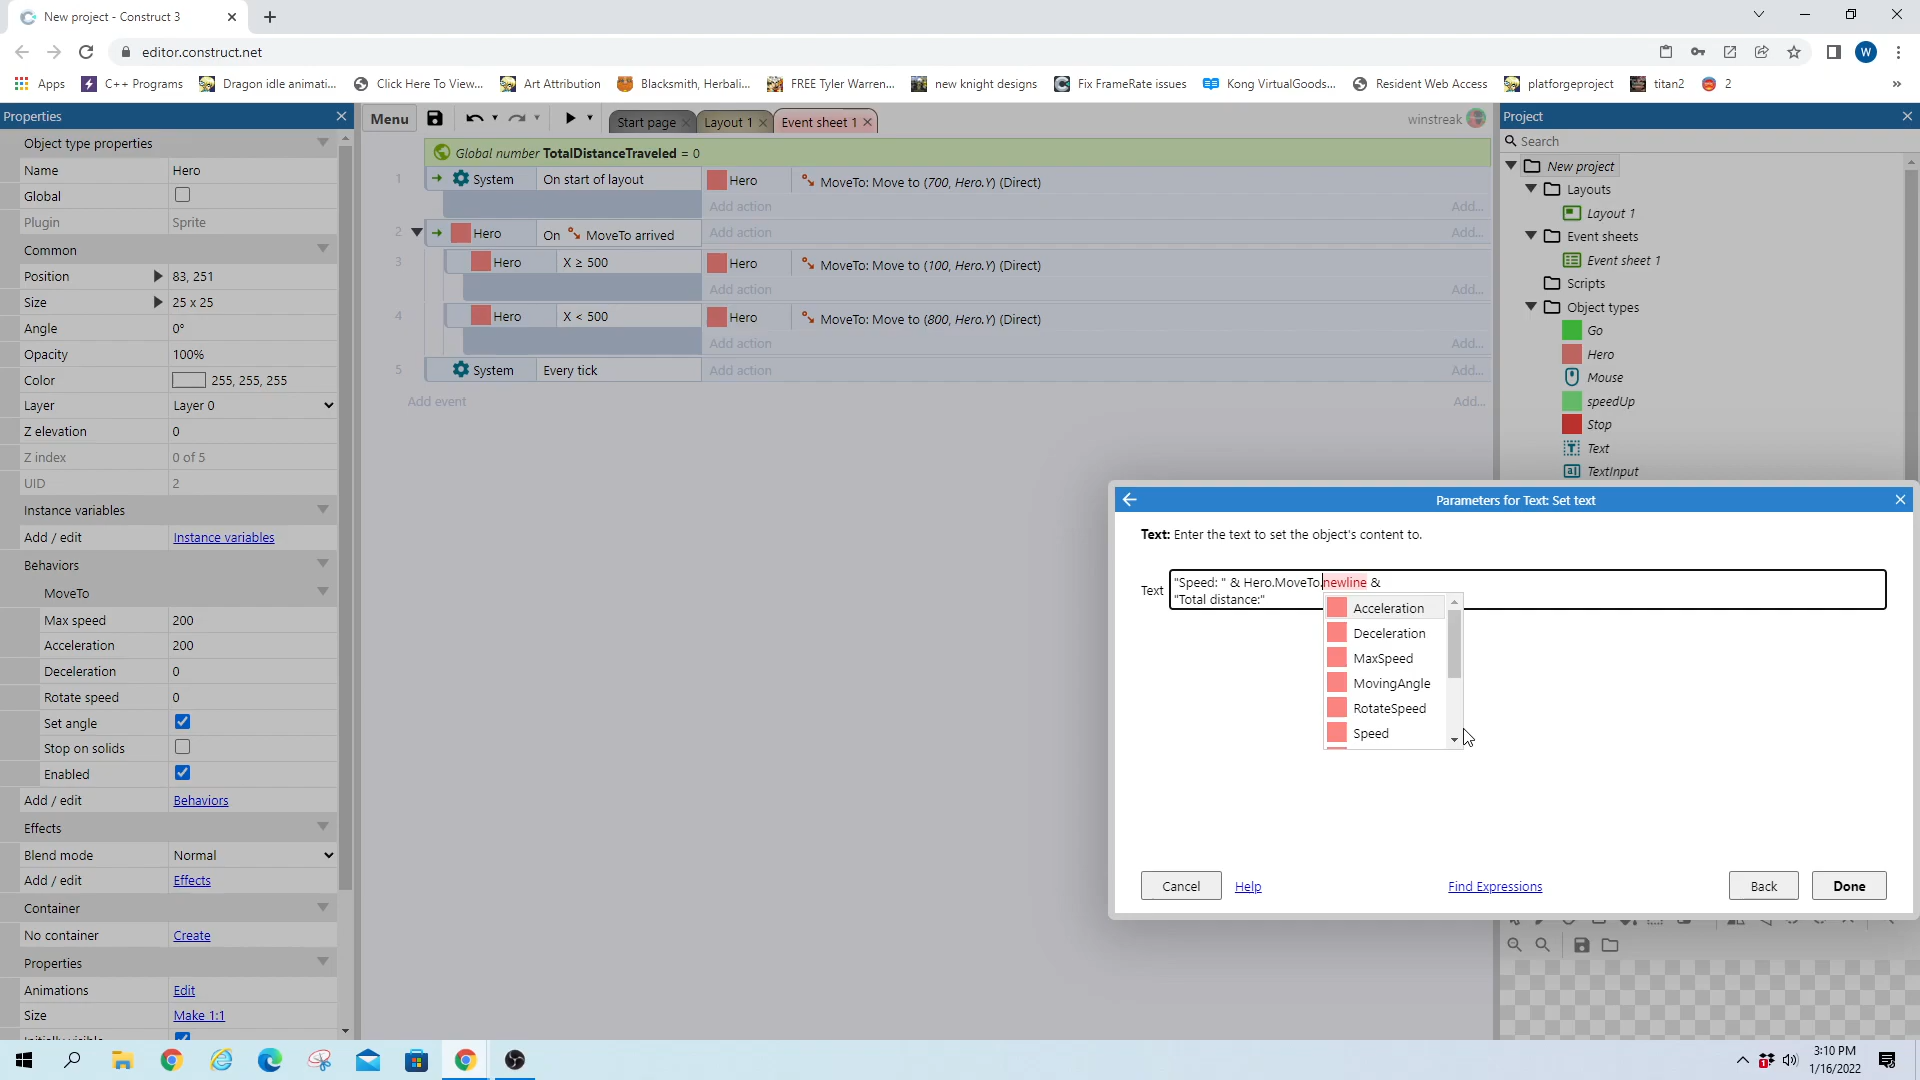 New project - Construct 3
editor.construct.net
W
Apps
C++ Programs
Dragon idle animati...
Click Here To View...
Art Attribution
Blacksmith, Herbali...
FREE Tyler Warren...
new knight designs
Fix FrameRate issues
Kong VirtualGoods...
Resident Web Access
platforgeproject
titan2
2
»
Properties
Menu
Start page
Layout 1
Event sheet 1
winstreak
Project
Object type properties
Name Hero
Global
Plugin Sprite
Common
Position 83, 251
Size 25 x 25
Angle 0°
Opacity 100%
Color 255, 255, 255
Layer Layer 0
Z elevation 0
Z index 0 of 5
UID 2
Instance variables
Add / edit Instance variables
Behaviors
MoveTo
Max speed 200
Acceleration 200
Deceleration 0
Rotate speed 0
Set angle
Stop on solids
Enabled
Add / edit Behaviors
Effects
Blend mode Normal
Add / edit Effects
Container
No container Create
Properties
Animations Edit
Size Make 1:1
Global number TotalDistanceTraveled = 0
1 System On start of layout Hero MoveTo: Move to (700, Hero.Y) (Direct)
Add action Add...
2 Hero On MoveTo arrived Add action Add...
3 Hero X ≥ 500 Hero MoveTo: Move to (100, Hero.Y) (Direct)
Add action Add...
4 Hero X < 500 Hero MoveTo: Move to (800, Hero.Y) (Direct)
Add action Add...
5 System Every tick Add action Add...
Add event Add...
Search
New project
Layouts
Layout 1
Event sheets
Event sheet 1
Scripts
Object types
Go
Hero
Mouse
speedUp
Stop
Text
TextInput
Parameters for Text: Set text
Text: Enter the text to set the object's content to.
Text
"Speed: " & Hero.MoveTo.newline &
"Total distance:"
Acceleration
Deceleration
MaxSpeed
MovingAngle
RotateSpeed
Speed
Cancel
Help
Find Expressions
Back
Done
3:10 PM
1/16/2022